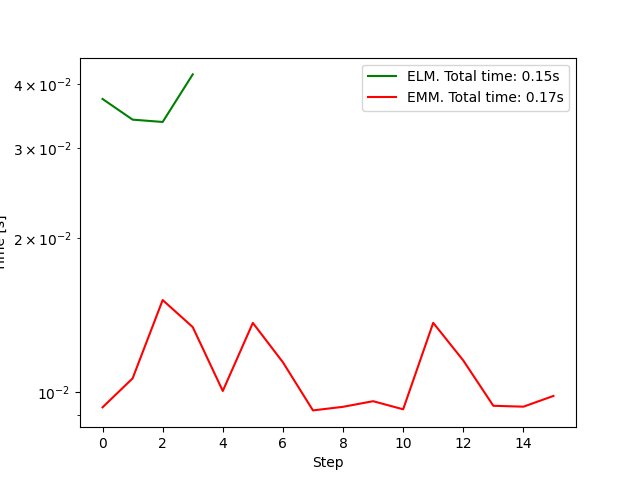 ELM. Total time: 0.15s
EMM. Total time: 0.17s
4 × 10⁻²
3 × 10⁻²
2 × 10⁻²
10⁻²
Time [s]
0 2 4 6 8 10 12 14
Step